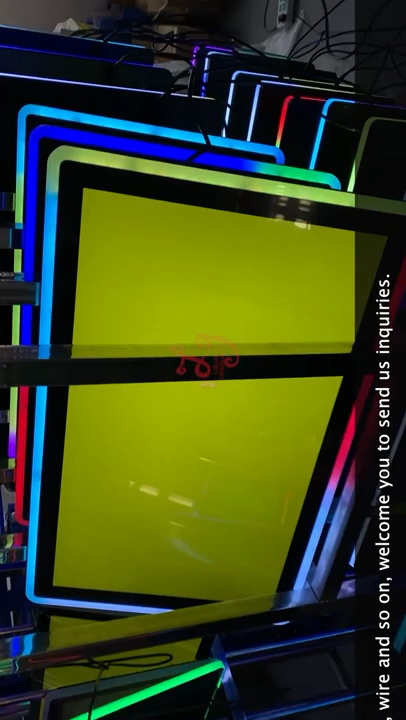 , wire and so on, welcome you to send us inquiries.